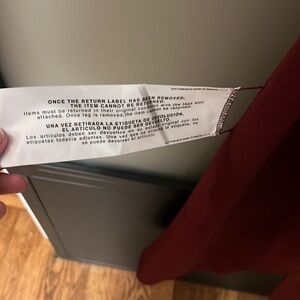 ONCE THE RETURN LABEL HAS BEEN REMOVED,
THE ITEM CANNOT BE RETURNED.
Items must be returned in their original condition with the tags still
attached. Once tag is removed, the item cannot be returned.
UNA VEZ RETIRADA LA ETIQUETA DE DEVOLUCIÓN,
EL ARTÍCULO NO PUEDE SER DEVUELTO.
Los artículos deben ser devueltos en su estado original con las
etiquetas todavía adjuntas. Una vez que la etiqueta se quita, no
se puede devolver el artículo.